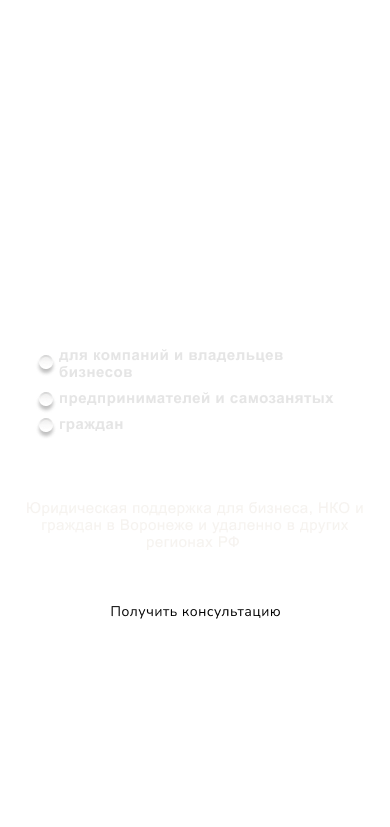 для компаний и владельцев
бизнесов
предпринимателей и самозанятых
граждан
Юридическая поддержка для бизнеса, НКО и
граждан в Воронеже и удаленно в других
регионах РФ
Получить консультацию